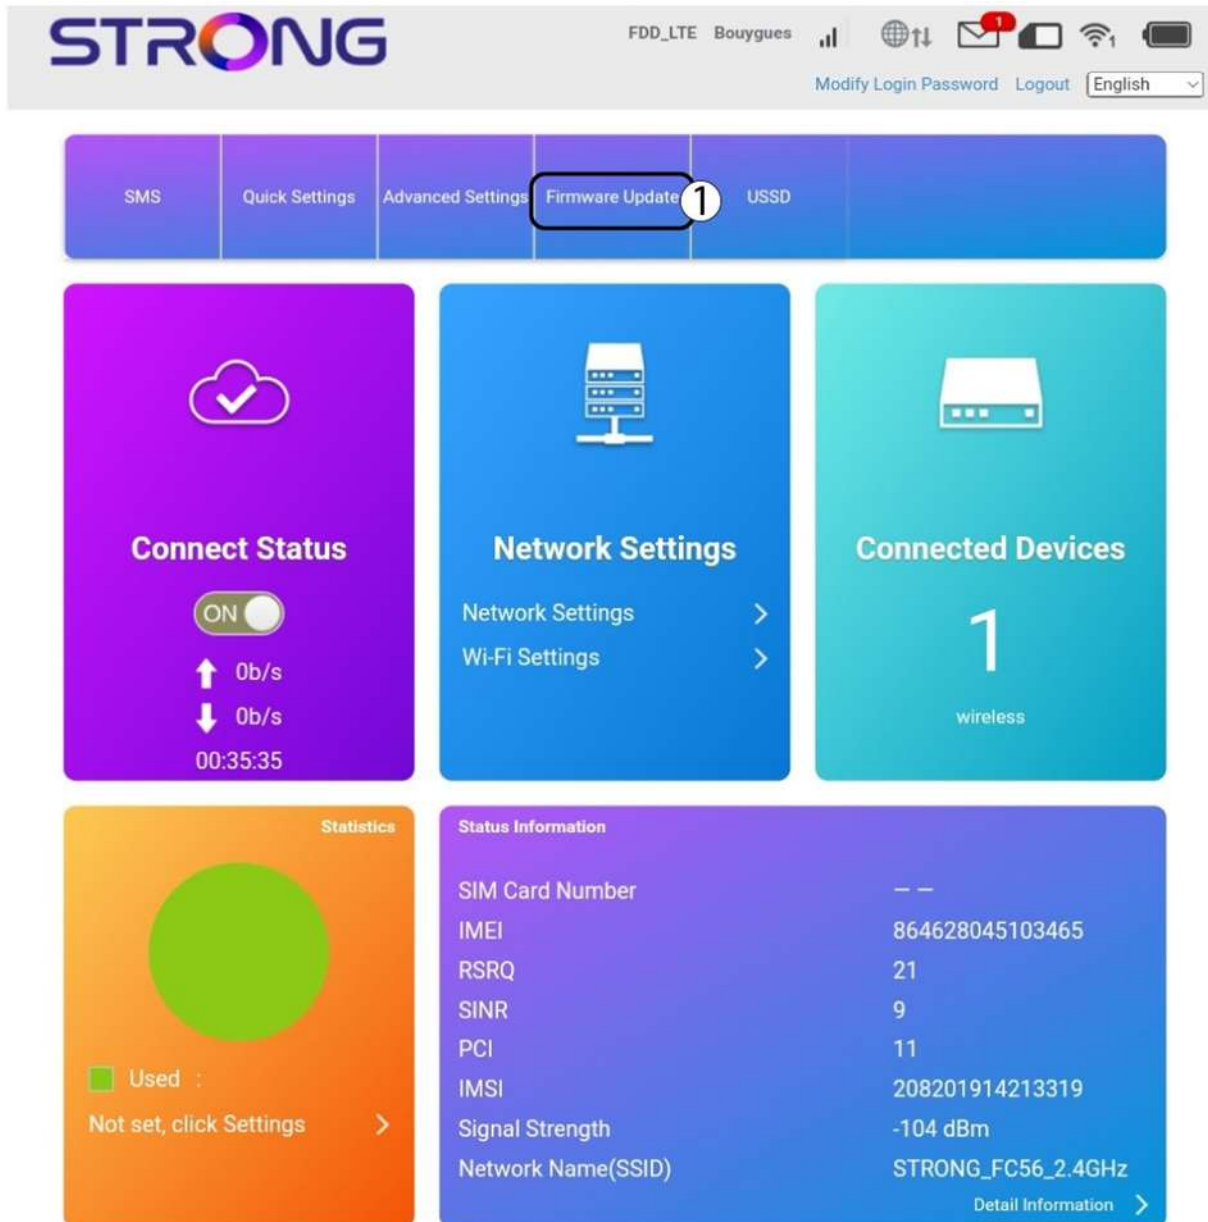 STRONG
FDD_LTE Bouygues 1 1
Modify Login Password Logout English
SMS Quick Settings Advanced Settings Firmware Update 1 USSD
Connect Status
ON
0b/s
0b/s
00:35:35
Network Settings
Network Settings
Wi-Fi Settings
Connected Devices
1
wireless
Statistics
Used :
Not set, click Settings
Status Information
SIM Card Number – –
IMEI 864628045103465
RSRQ 21
SINR 9
PCI 11
IMSI 208201914213319
Signal Strength -104 dBm
Network Name(SSID) STRONG_FC56_2.4GHz
Detail Information